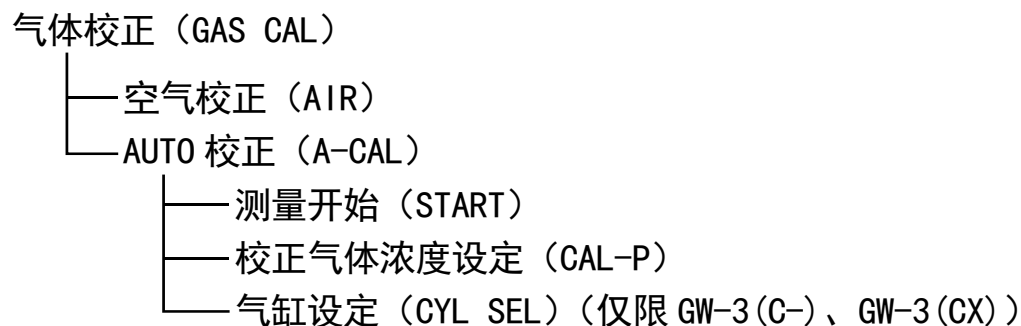 气体校正（GAS CAL）
空气校正（AIR）
AUTO 校正（A-CAL）
测量开始（START）
校正气体浓度设定（CAL-P）
气缸设定（CYL SEL）（仅限 GW-3(C-)、GW-3(CX)）